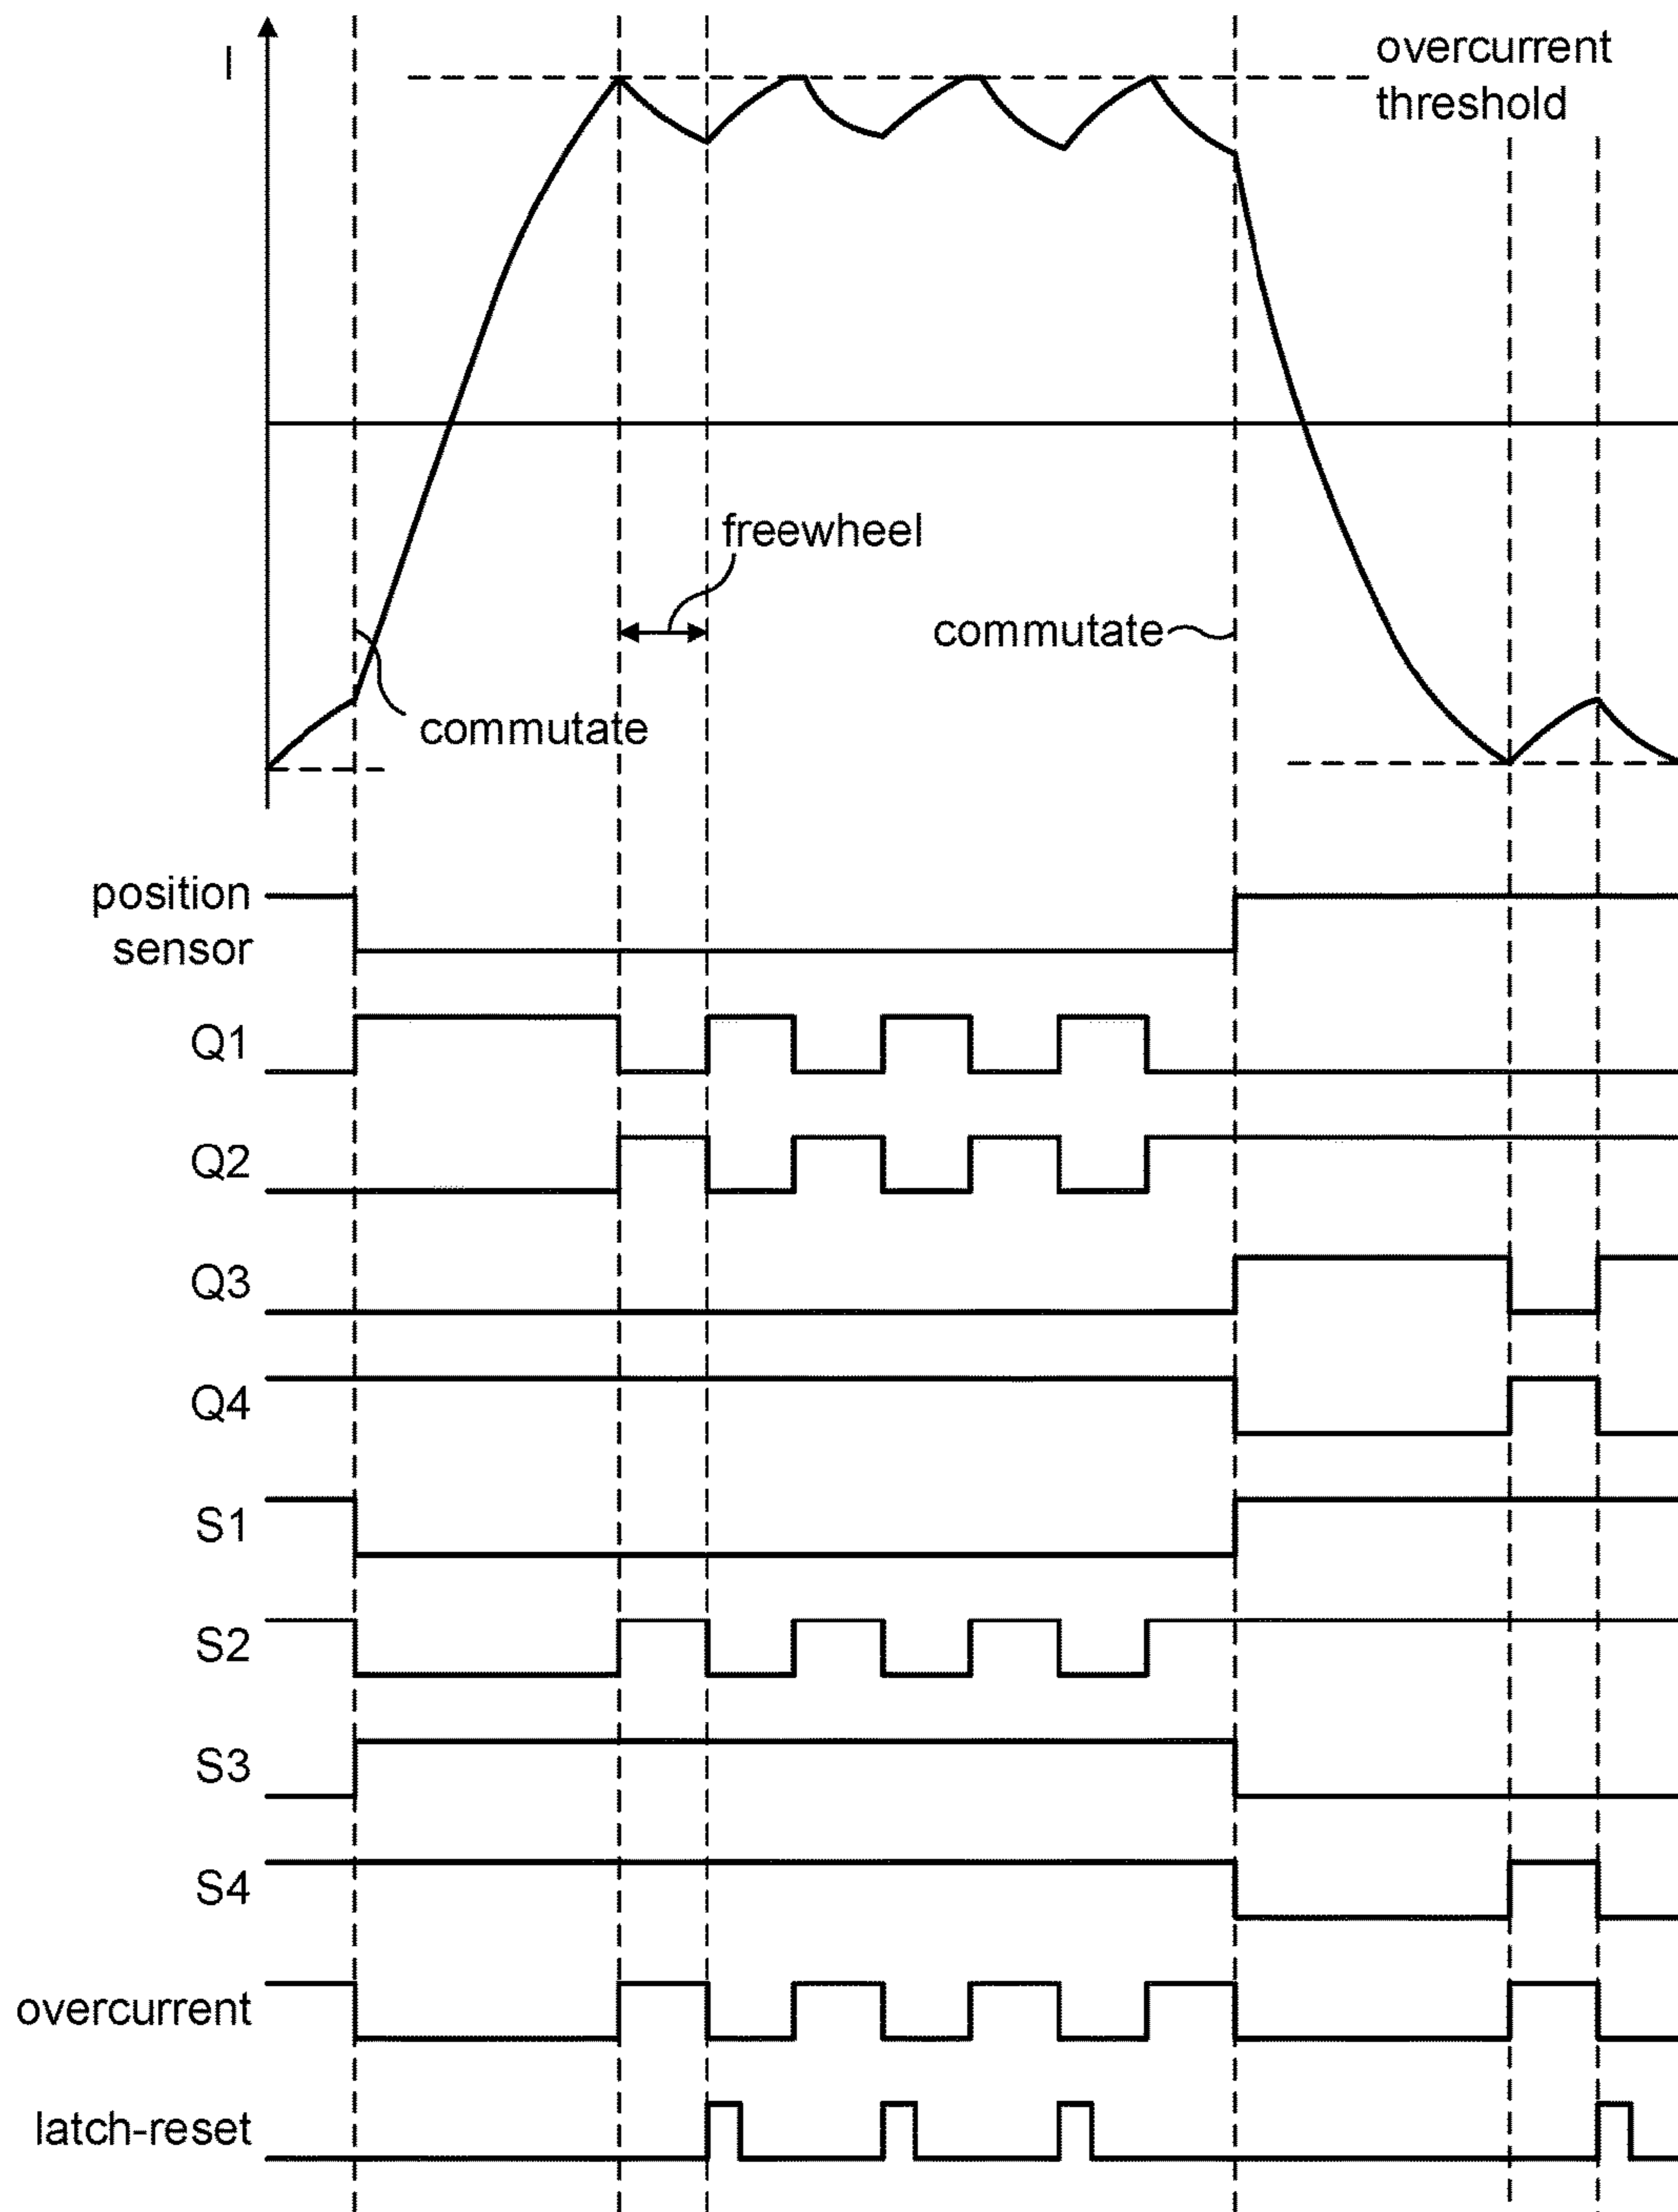 I
overcurrent
threshold
freewheel
commutate
commutate
position
sensor
Q1
Q2
Q3
Q4
S1
S2
S3
S4
overcurrent
latch-reset